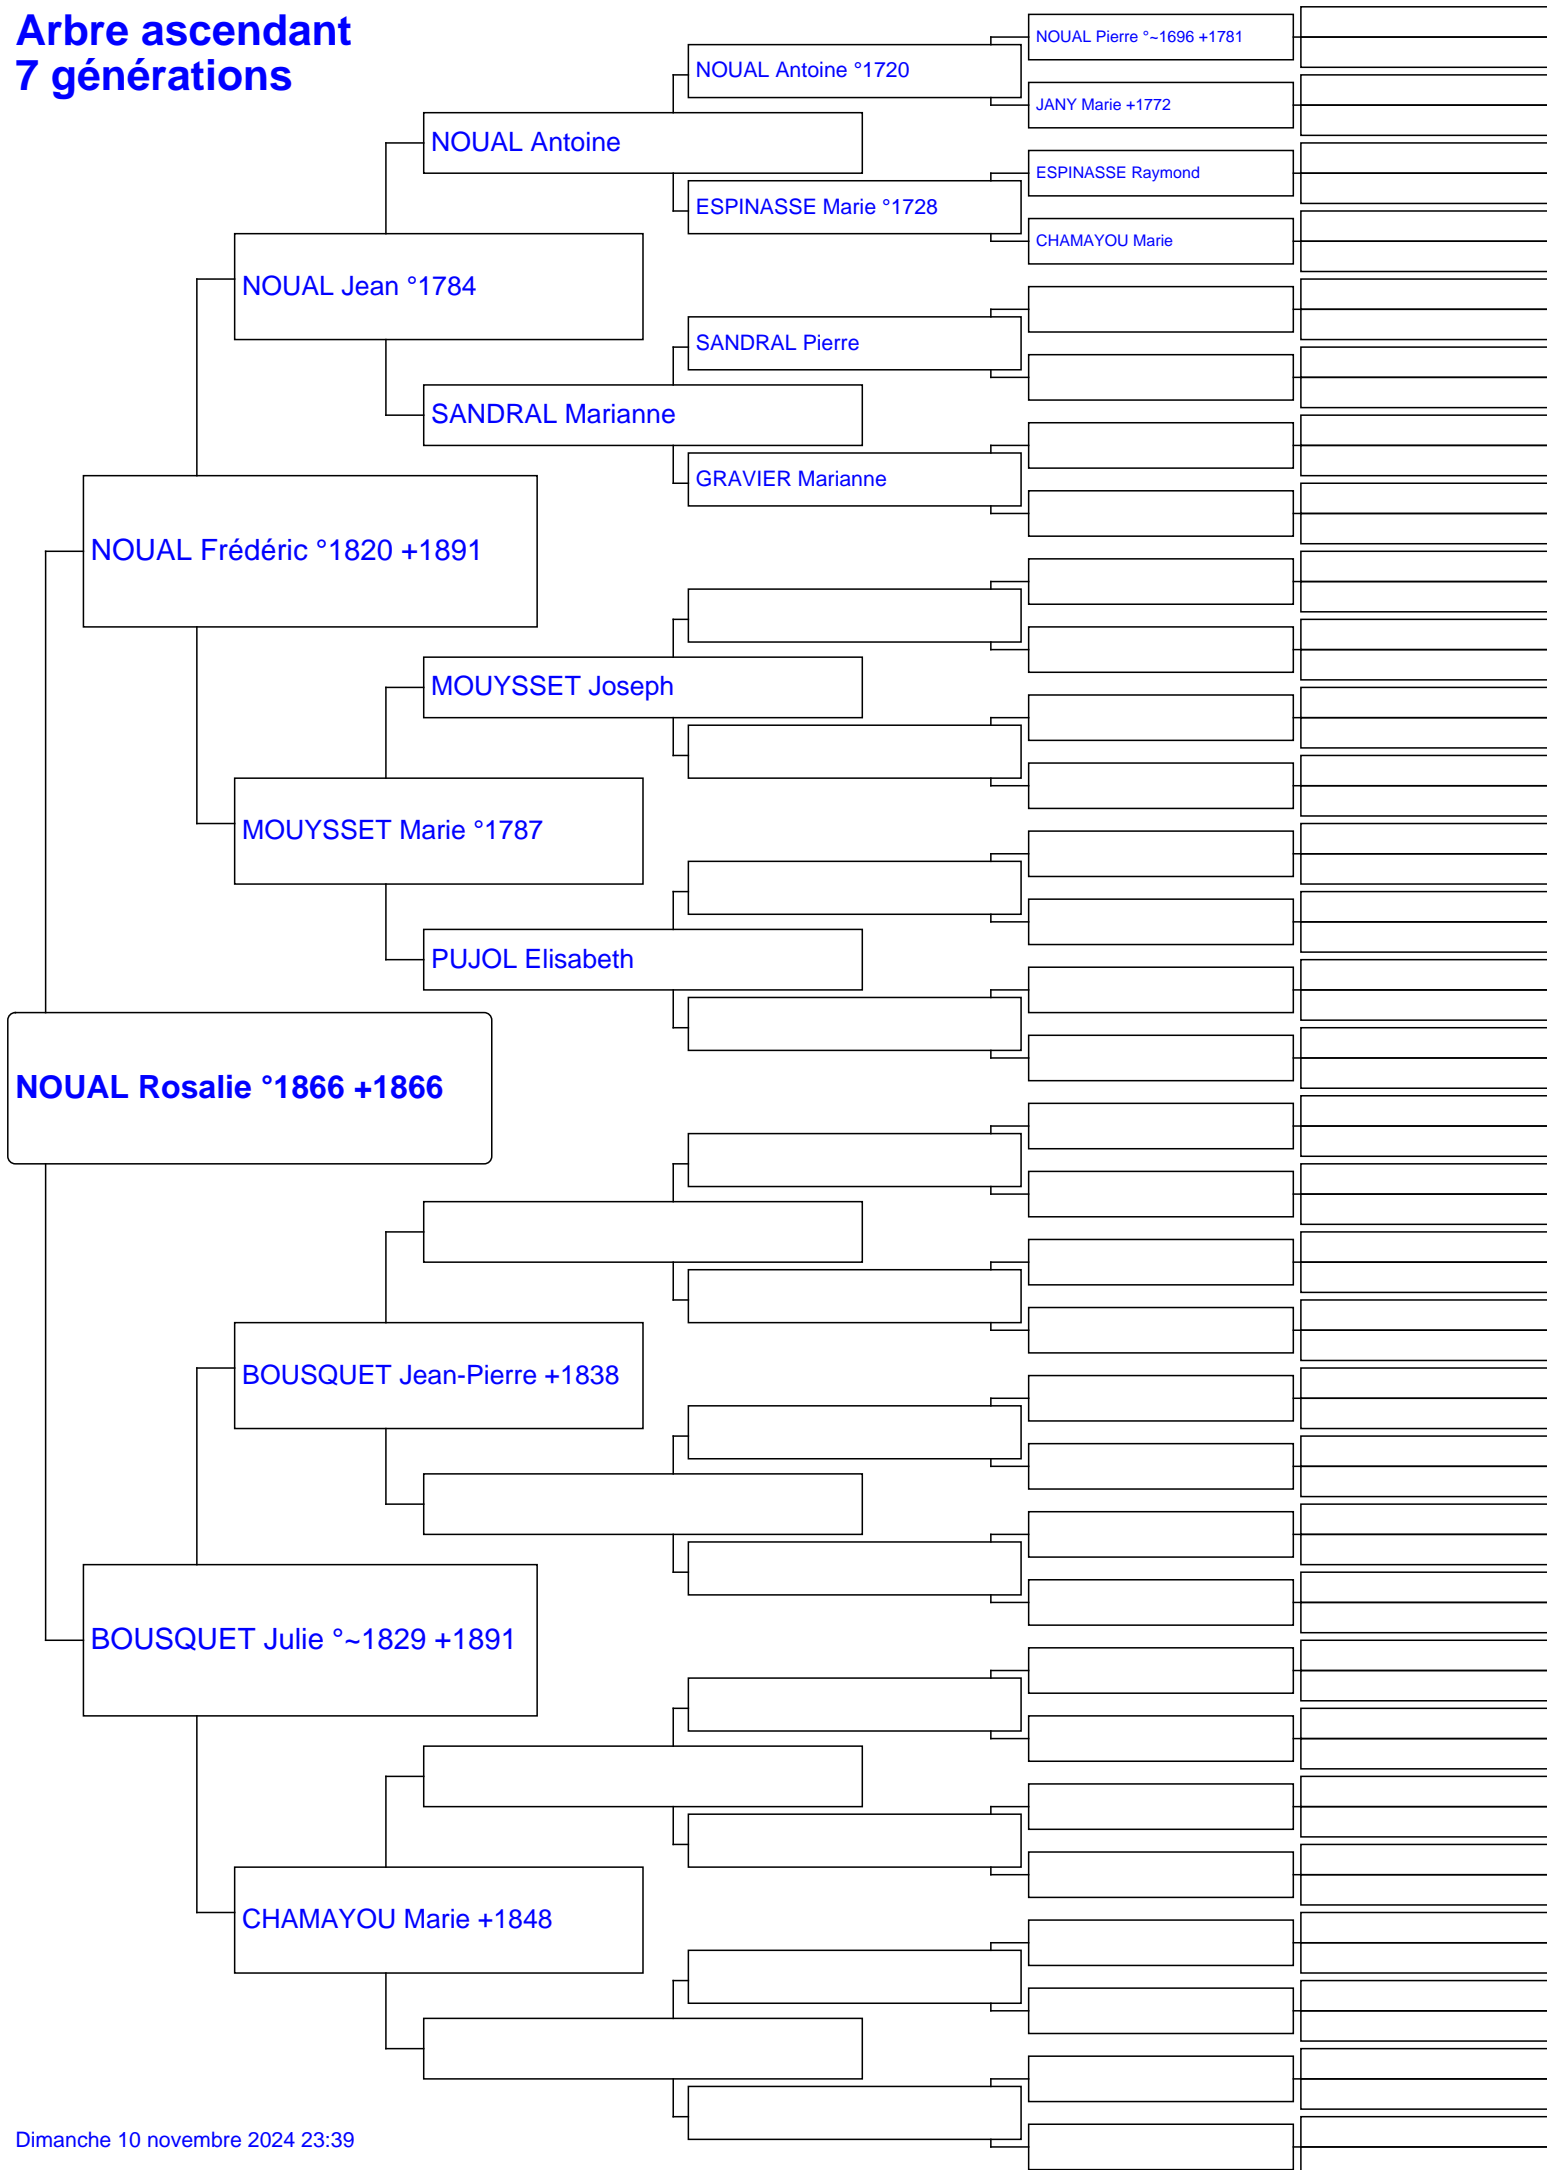 Arbre ascendant
7 générations
NOUAL Pierre °~1696 +1781
NOUAL Antoine °1720
JANY Marie +1772
NOUAL Antoine
ESPINASSE Raymond
ESPINASSE Marie °1728
CHAMAYOU Marie
NOUAL Jean °1784
SANDRAL Pierre
SANDRAL Marianne
GRAVIER Marianne
NOUAL Frédéric °1820 +1891
MOUYSSET Joseph
MOUYSSET Marie °1787
PUJOL Elisabeth
NOUAL Rosalie °1866 +1866
BOUSQUET Jean-Pierre +1838
BOUSQUET Julie °~1829 +1891
CHAMAYOU Marie +1848
Dimanche 10 novembre 2024 23:39